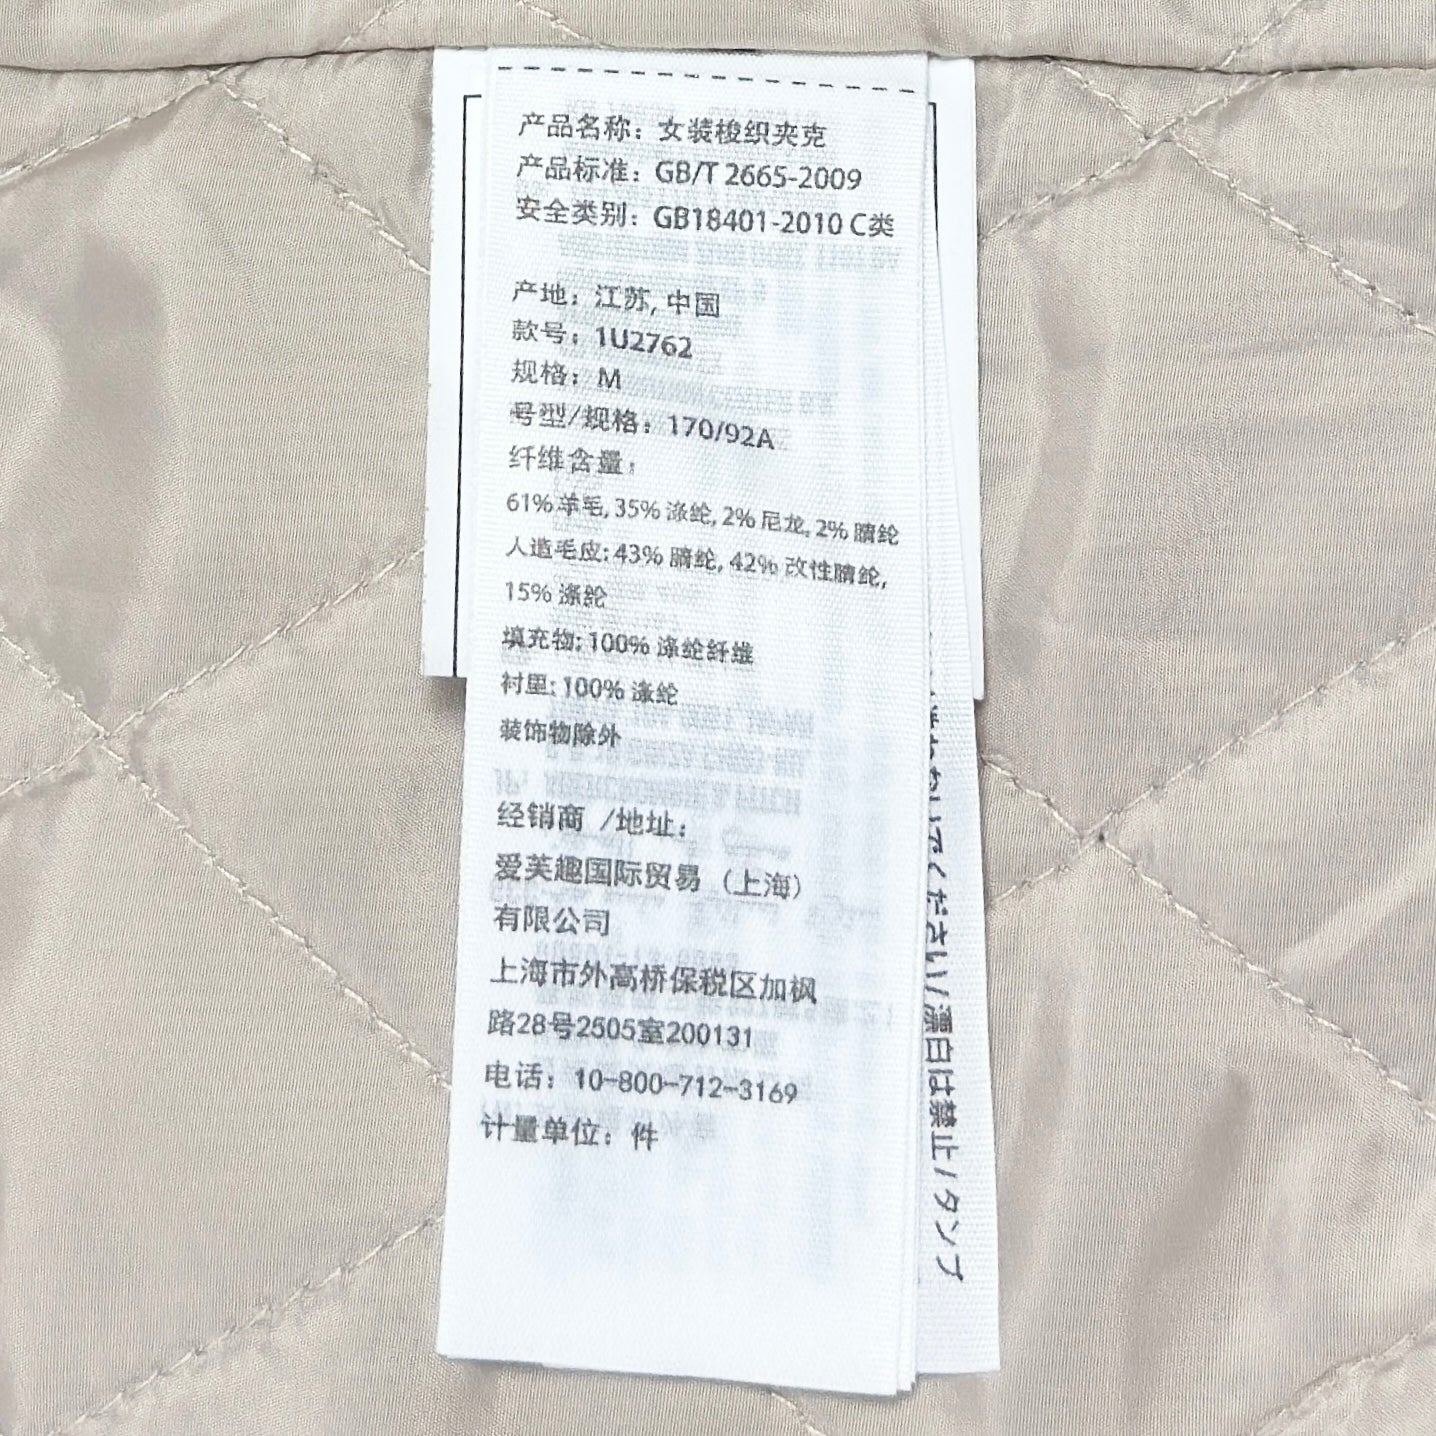 产品名称：女装梭织夹克
产品标准：GB/T 2665-2009
安全类别：GB18401-2010 C类
产地：江苏, 中国
款号：1U2762
规格：M
号型/规格：170/92A
纤维含量：
61% 羊毛, 35% 涤纶, 2% 尼龙, 2% 腈纶
人造毛皮: 43% 腈纶, 42% 改性腈纶,
15% 涤纶
填充物: 100% 涤纶纤维
衬里: 100% 涤纶
装饰物除外
经销商 /地址：
爱芙趣国际贸易（上海）
有限公司
上海市外高桥保税区加枫
路28号2505室200131
电话：10-800-712-3169
计量单位：件
ください/漂白は禁止/タンブ